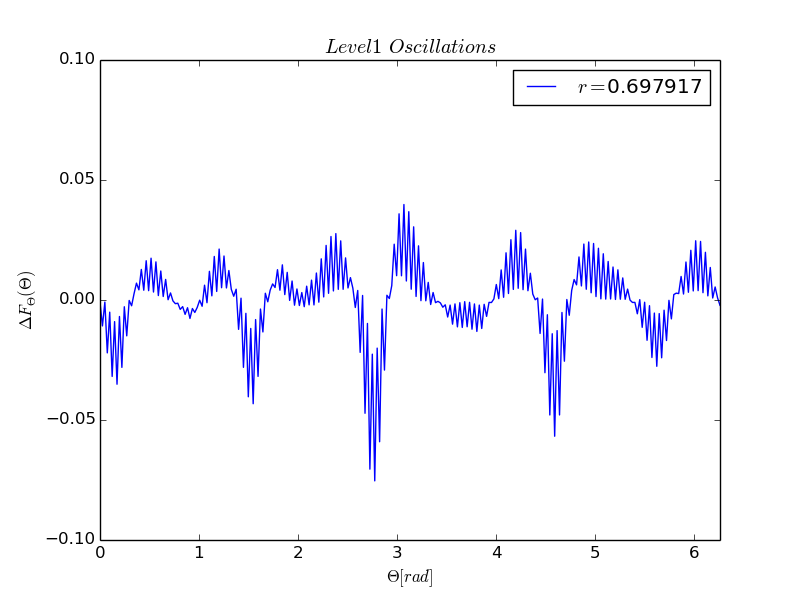 Level1 Oscillations
r=0.697917
0.10
0.05
0.00
−0.05
−0.10
ΔF_Θ(Θ)
0 1 2 3 4 5 6
Θ[rad]